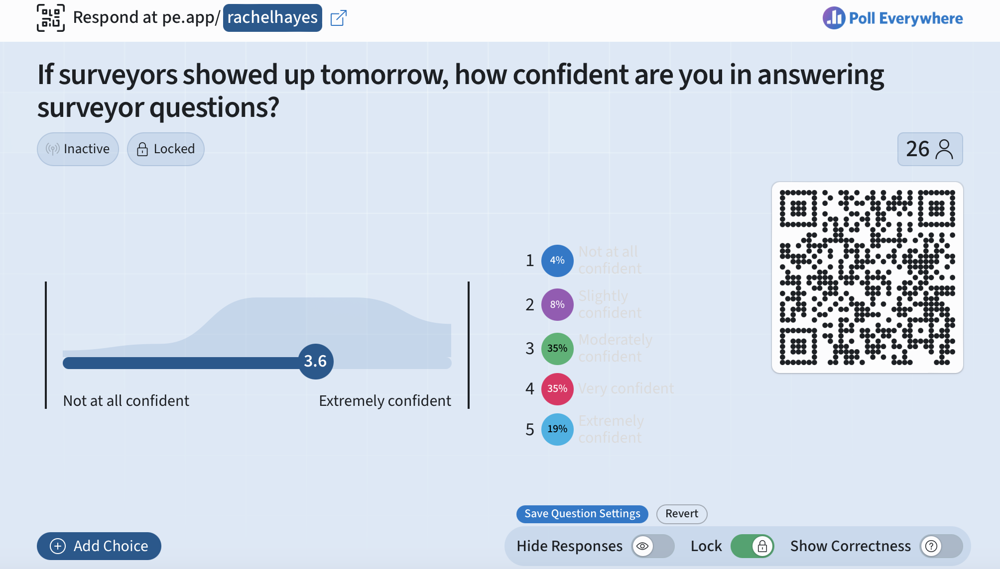 Respond at pe.app/ rachelhayes
Poll Everywhere
If surveyors showed up tomorrow, how confident are you in answering
surveyor questions?
Inactive
Locked
26
3.6
Not at all confident
Extremely confident
1 4% Not at all
confident
2 8% Slightly
confident
3 35% Moderately
confident
4 35% Very confident
5 19% Extremely
confident
Save Question Settings
Revert
Add Choice
Hide Responses
Lock
Show Correctness